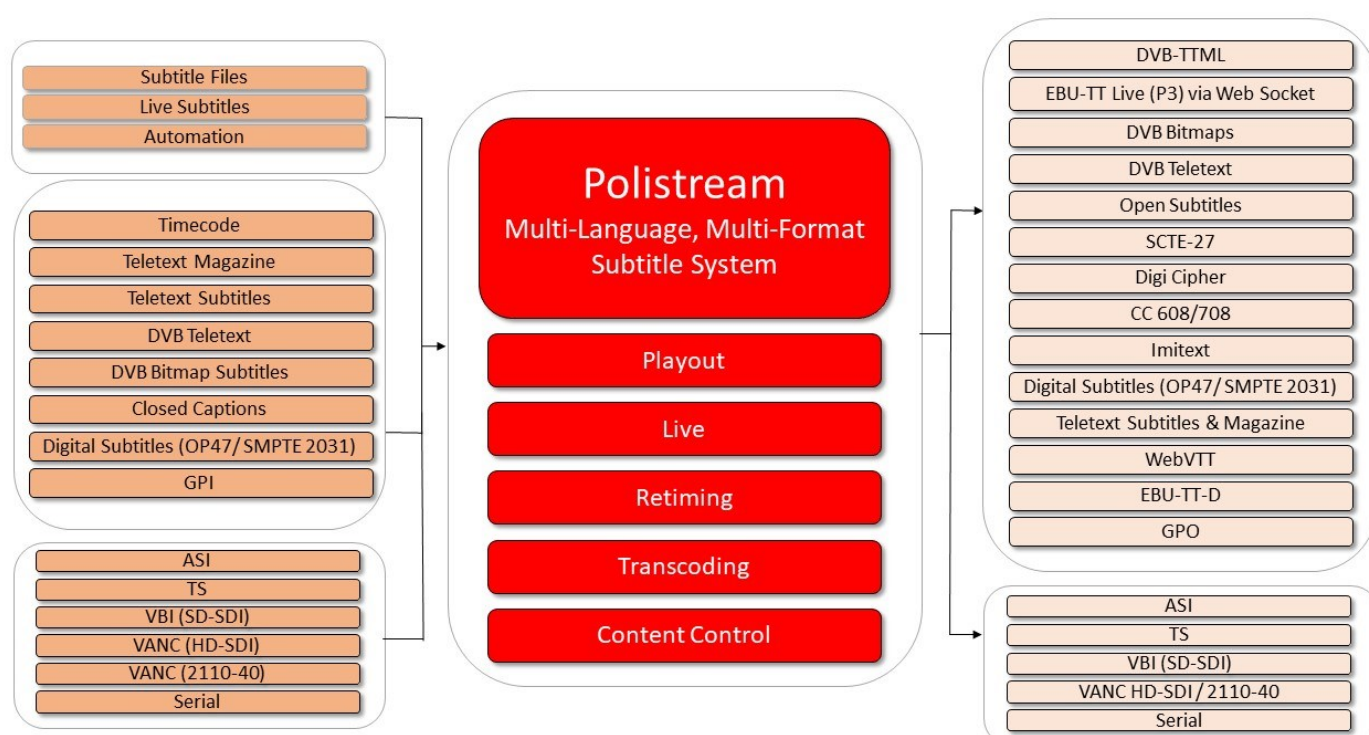 Subtitle Files
Live Subtitles
Automation
Timecode
Teletext Magazine
Teletext Subtitles
DVB Teletext
DVB Bitmap Subtitles
Closed Captions
Digital Subtitles (OP47/ SMPTE 2031)
GPI
ASI
TS
VBI (SD-SDI)
VANC (HD-SDI)
VANC (2110-40)
Serial
Polistream
Multi-Language, Multi-Format
Subtitle System
Playout
Live
Retiming
Transcoding
Content Control
DVB-TTML
EBU-TT Live (P3) via Web Socket
DVB Bitmaps
DVB Teletext
Open Subtitles
SCTE-27
Digi Cipher
CC 608/708
Imitext
Digital Subtitles (OP47/ SMPTE 2031)
Teletext Subtitles & Magazine
WebVTT
EBU-TT-D
GPO
ASI
TS
VBI (SD-SDI)
VANC HD-SDI / 2110-40
Serial